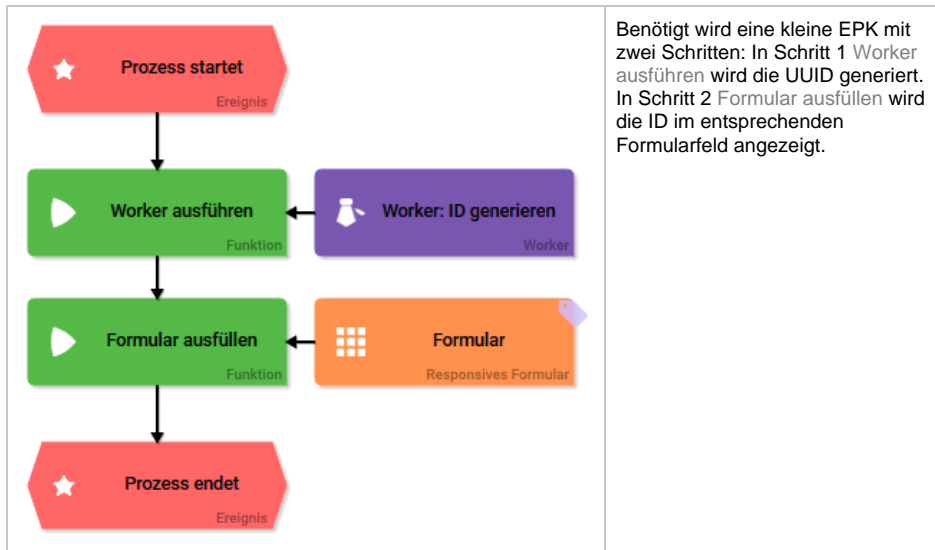 Prozess startet
Ereignis
Worker ausführen
Funktion
Worker: ID generieren
Worker
Formular ausfüllen
Funktion
Formular
Responsives Formular
Prozess endet
Ereignis
Benötigt wird eine kleine EPK mit
zwei Schritten: In Schritt 1 Worker
ausführen wird die UUID generiert.
In Schritt 2 Formular ausfüllen wird
die ID im entsprechenden
Formularfeld angezeigt.